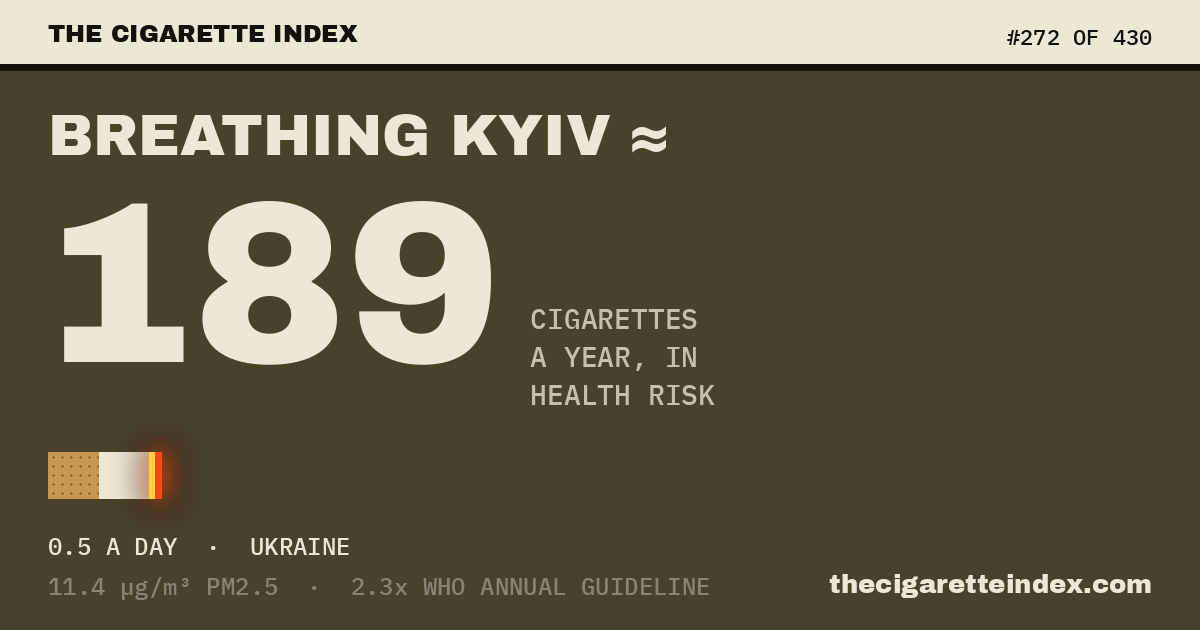 THE CIGARETTE INDEX
#272 OF 430
BREATHING KYIV ≈
189
CIGARETTES
A YEAR, IN
HEALTH RISK
0.5 A DAY · UKRAINE
11.4 µg/m³ PM2.5 · 2.3x WHO ANNUAL GUIDELINE
thecigaretteindex.com